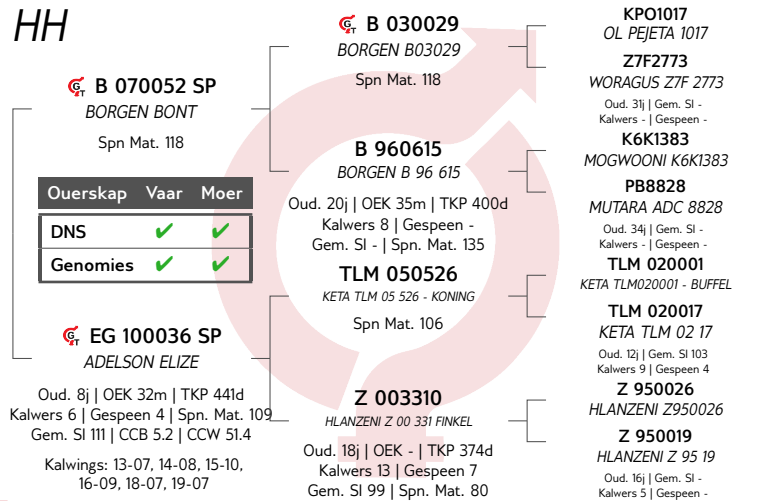 HH
B 070052 SP
BORGEN BONT
Spn Mat. 118
Ouerskap Vaar Moer
DNS ✔ ✔
Genomies ✔ ✔
EG 100036 SP
ADELSON ELIZE
Oud. 8j | OEK 32m | TKP 441d
Kalwers 6 | Gespeen 4 | Spn. Mat. 109
Gem. SI 111 | CCB 5.2 | CCW 51.4
Kalwings: 13-07, 14-08, 15-10,
16-09, 18-07, 19-07
B 030029
BORGEN B03029
Spn Mat. 118
B 960615
BORGEN B 96 615
Oud. 20j | OEK 35m | TKP 400d
Kalwers 8 | Gespeen -
Gem. SI - | Spn. Mat. 135
TLM 050526
KETA TLM 05 526 - KONING
Spn Mat. 106
Z 003310
HLANZENI Z 00 331 FINKEL
Oud. 18j | OEK - | TKP 374d
Kalwers 13 | Gespeen 7
Gem. SI 99 | Spn. Mat. 80
KPO1017
OL PEJETA 1017
Z7F2773
WORAGUS Z7F 2773
Oud. 31j | Gem. SI -
Kalwers - | Gespeen -
K6K1383
MOGWOONI K6K1383
PB8828
MUTARA ADC 8828
Oud. 34j | Gem. SI -
Kalwers - | Gespeen -
TLM 020001
KETA TLM020001 - BUFFEL
TLM 020017
KETA TLM 02 17
Oud. 12j | Gem. SI 103
Kalwers 9 | Gespeen 4
Z 950026
HLANZENI Z950026
Z 950019
HLANZENI Z 95 19
Oud. 16j | Gem. SI -
Kalwers 5 | Gespeen -